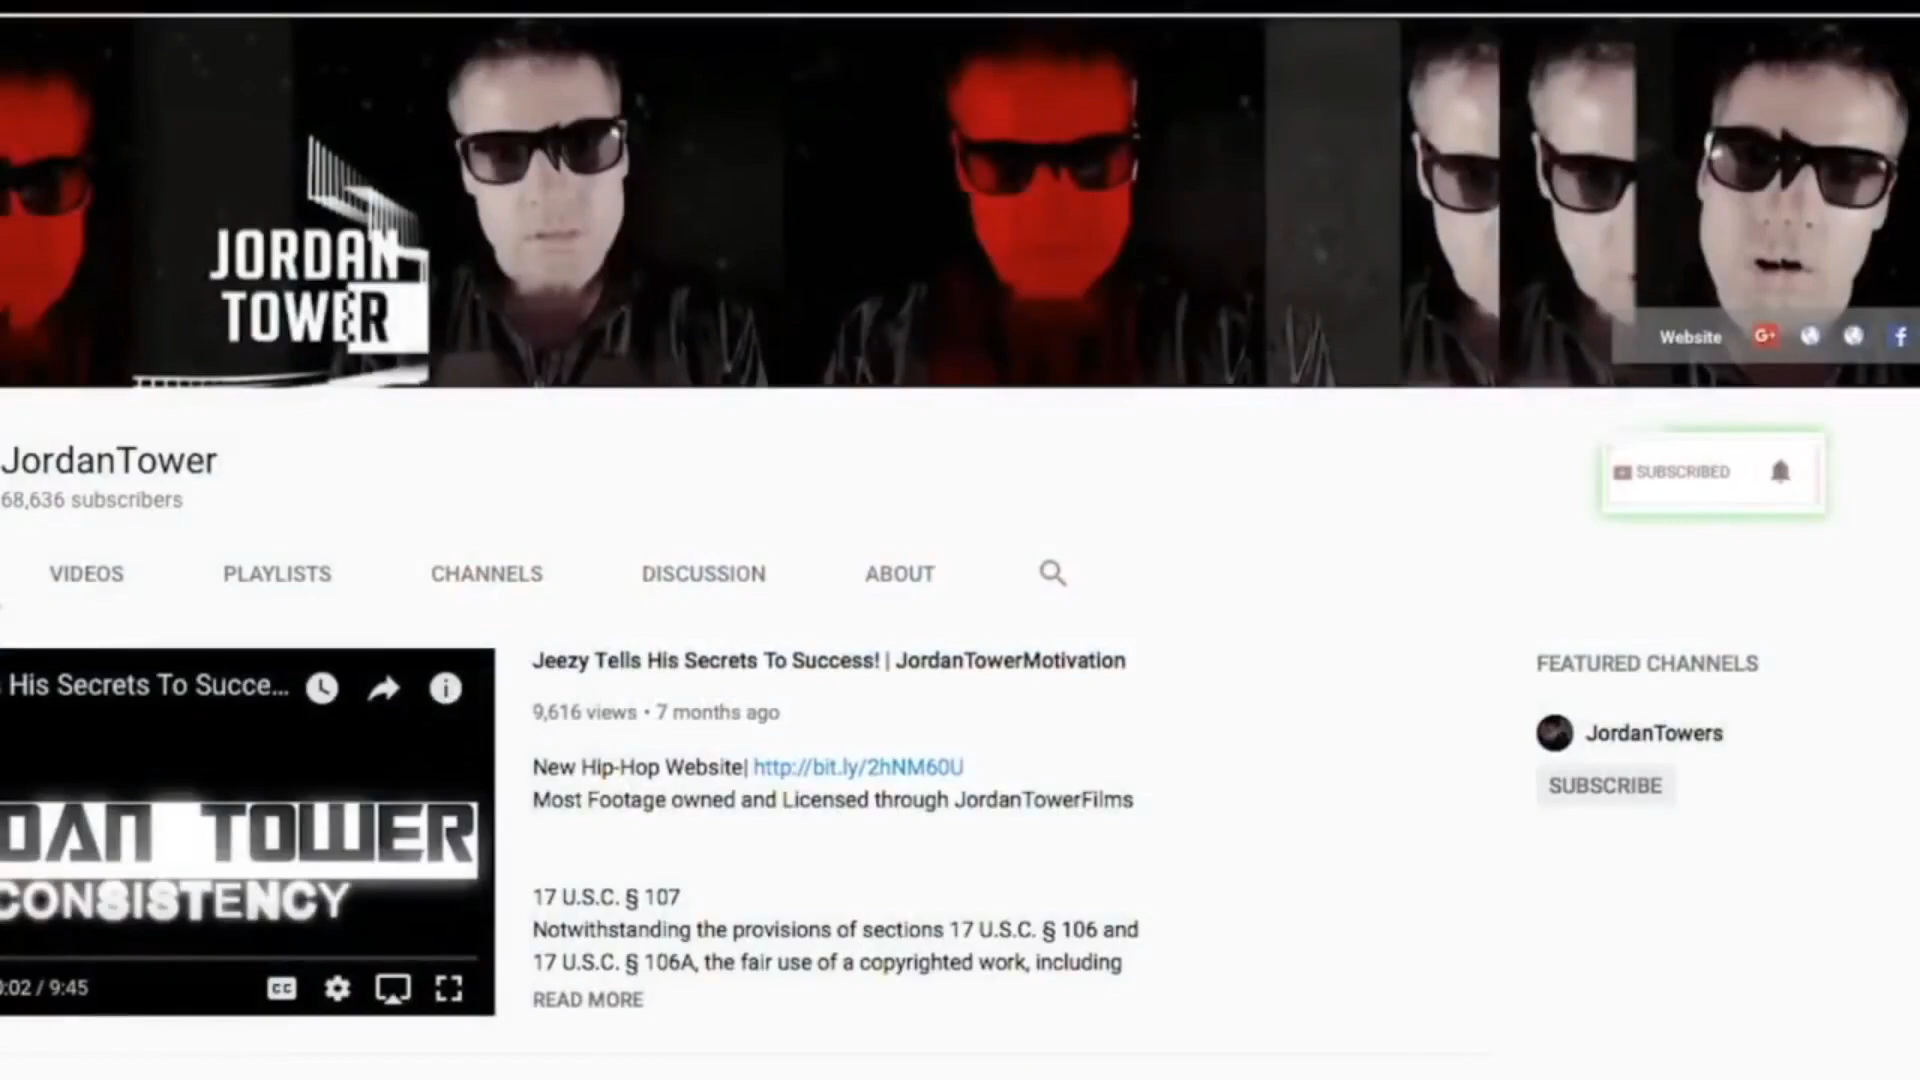 JORDAN
TOWER
Website
JordanTower
68,636 subscribers
SUBSCRIBED
VIDEOS
PLAYLISTS
CHANNELS
DISCUSSION
ABOUT
His Secrets To Succe...
DAN TOWER
CONSISTENCY
:02 / 9:45
CC
Jeezy Tells His Secrets To Success! | JordanTowerMotivation
9,616 views • 7 months ago
New Hip-Hop Website| http://bit.ly/2hNM60U
Most Footage owned and Licensed through JordanTowerFilms
17 U.S.C. § 107
Notwithstanding the provisions of sections 17 U.S.C. § 106 and
17 U.S.C. § 106A, the fair use of a copyrighted work, including
READ MORE
FEATURED CHANNELS
JordanTowers
SUBSCRIBE